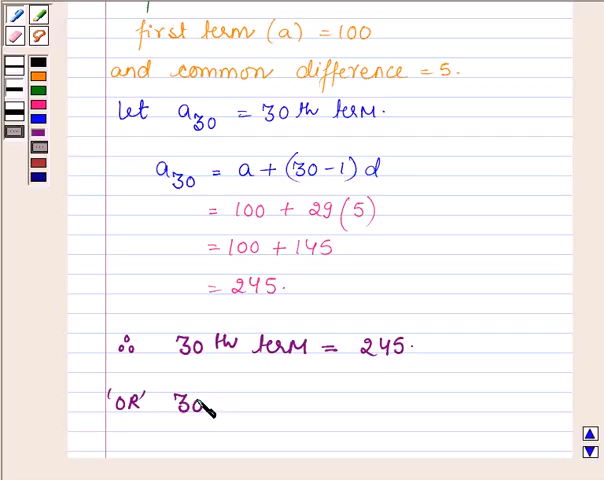 first term (a) = 100
and common difference = 5.
Let a₃₀ = 30th term.
a₃₀ = a + (30-1) d
= 100 + 29(5)
= 100 + 145
= 245.
∴ 30th term = 245.
'OR' 30